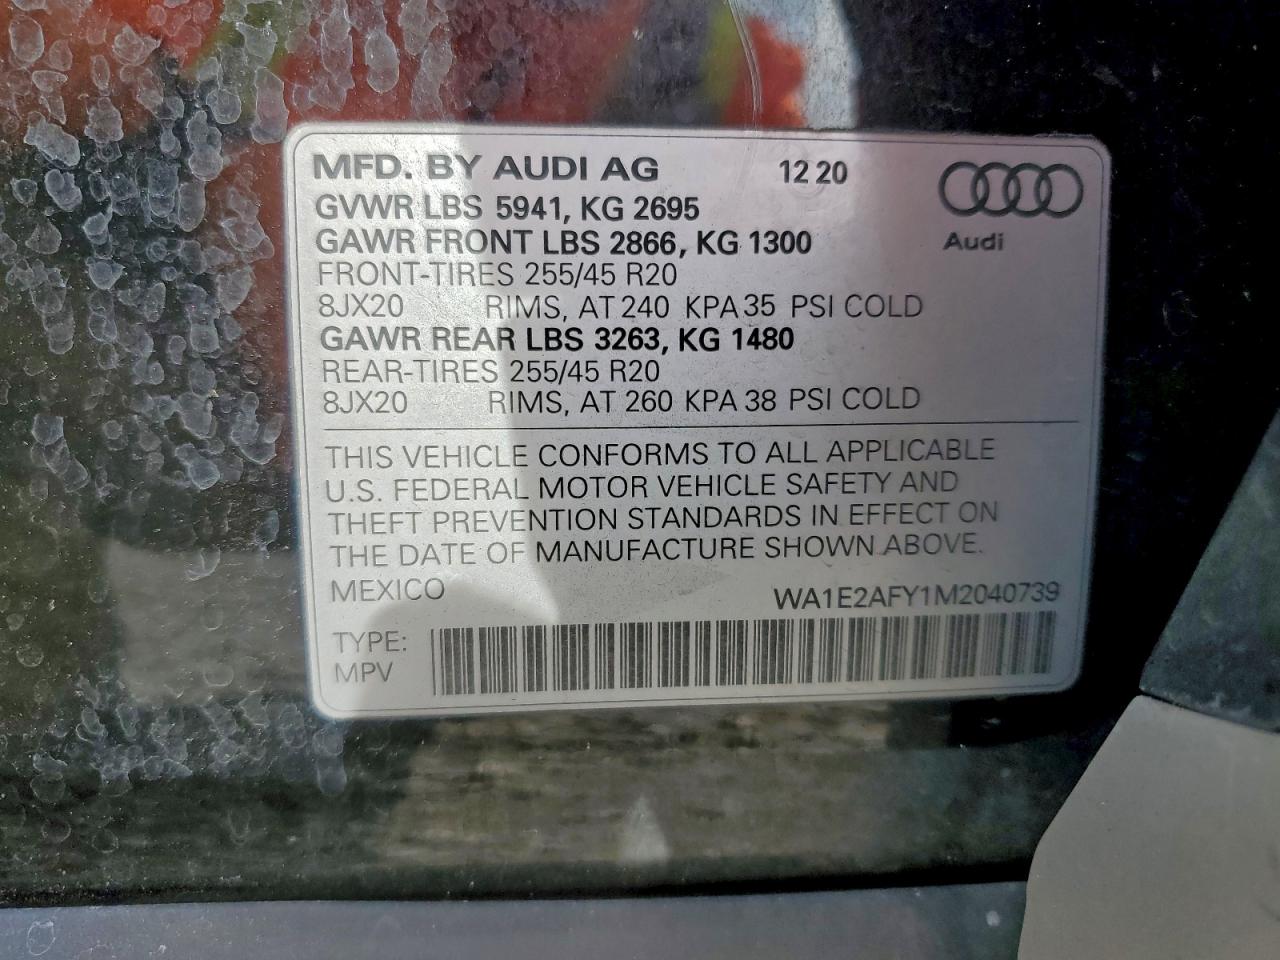 MFD. BY AUDI AG 12 20
GVWR LBS 5941, KG 2695
GAWR FRONT LBS 2866, KG 1300
Audi
FRONT-TIRES 255/45 R20
8JX20 RIMS, AT 240 KPA 35 PSI COLD
GAWR REAR LBS 3263, KG 1480
REAR-TIRES 255/45 R20
8JX20 RIMS, AT 260 KPA 38 PSI COLD
THIS VEHICLE CONFORMS TO ALL APPLICABLE
U.S. FEDERAL MOTOR VEHICLE SAFETY AND
THEFT PREVENTION STANDARDS IN EFFECT ON
THE DATE OF MANUFACTURE SHOWN ABOVE.
MEXICO WA1E2AFY1M2040739
TYPE:
MPV